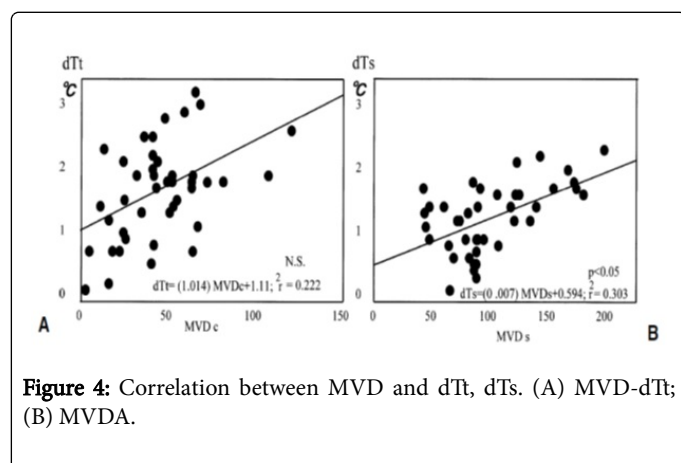 dTt
℃
3
2
1
0
N.S.
dTt= (1.014) MVDc+1.11; r² = 0.222
0 50 100 150
MVD c
A
dTs
℃
3
2
1
0
p<0.05
dTs=(0 .007) MVDs+0.594; r² = 0.303
0 50 100 150 200
MVD s
B
Figure 4: Correlation between MVD and dTt, dTs. (A) MVD-dTt;
(B) MVDA.